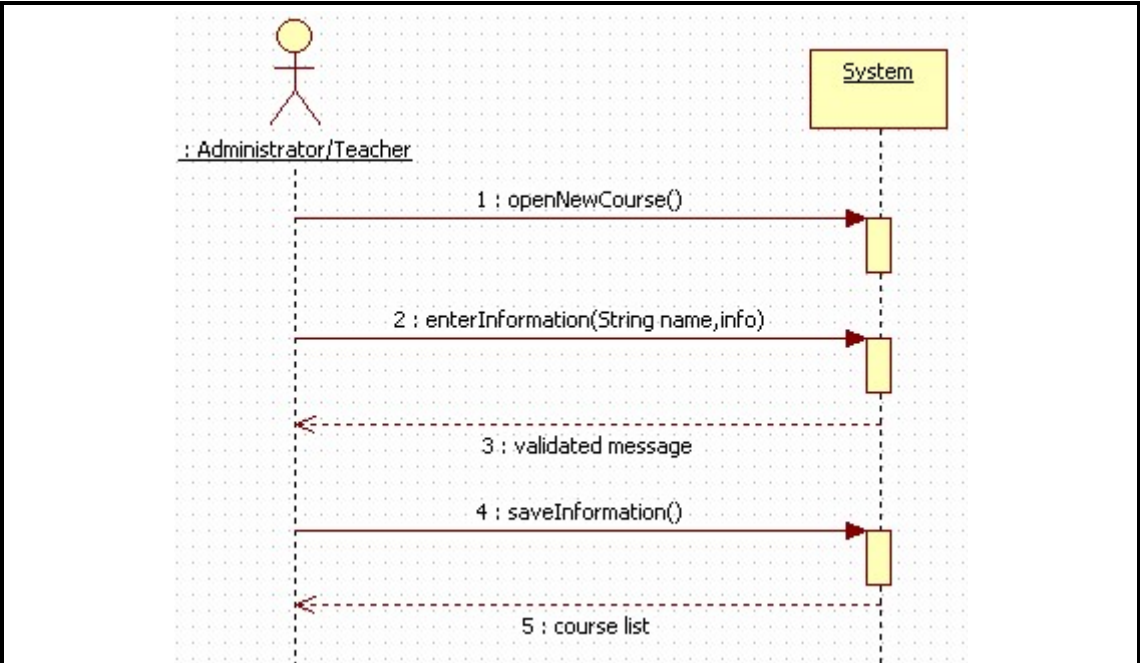 System
: Administrator/Teacher
1 : openNewCourse()
2 : enterInformation(String name,info)
3 : validated message
4 : saveInformation()
5 : course list